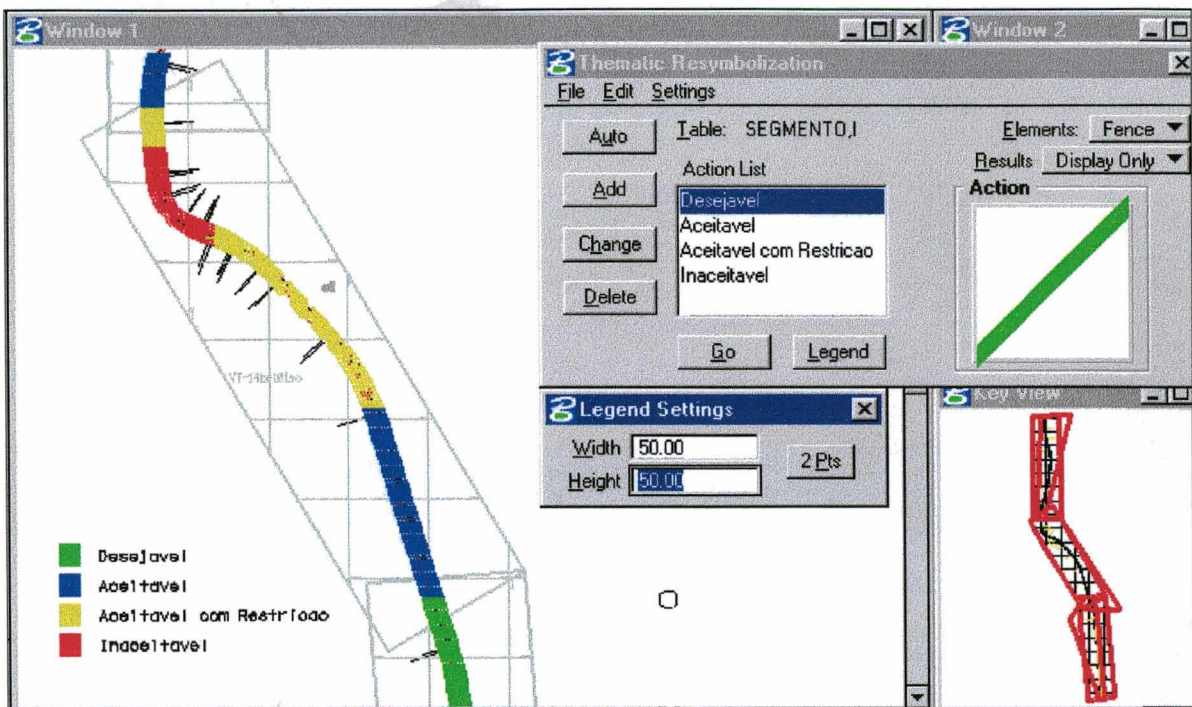 Window 1
Window 2
Thematic Resymbolization
File Edit Settings
Auto
Table: SEGMENTO,I
Elements: Fence
Results Display Only
Add
Action List
Action
Desejavel
Aceitavel
Change
Aceitavel com Restricao
Inaceitavel
Delete
Go
Legend
Legend Settings
Width 50.00
2 Pts
Height 50.00
Key View
Desejavel
Aceitavel
Aceitavel com Restricao
Inaceitavel